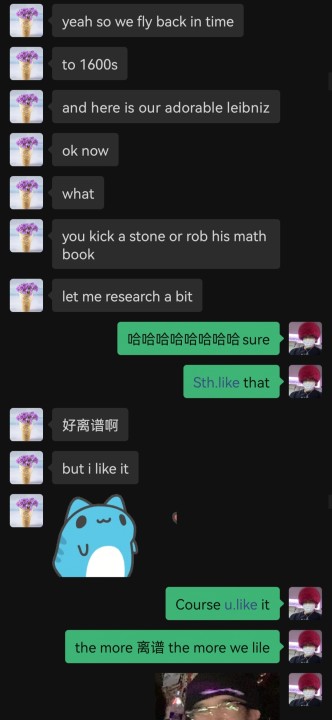 yeah so we fly back in time
to 1600s
and here is our adorable leibniz
ok now
what
you kick a stone or rob his math
book
let me research a bit
哈哈哈哈哈哈哈哈 sure
Sth.like that
好离谱啊
but i like it
Course u.like it
the more 离谱 the more we lile